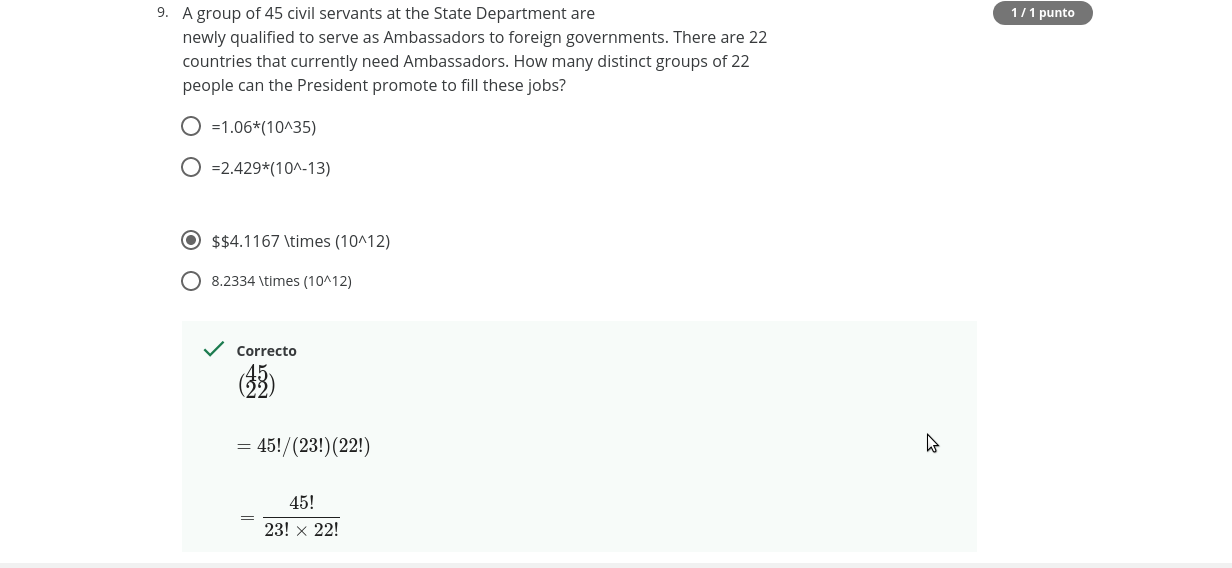 9. A group of 45 civil servants at the State Department are
1 / 1 punto
newly qualified to serve as Ambassadors to foreign governments. There are 22
countries that currently need Ambassadors. How many distinct groups of 22
people can the President promote to fill these jobs?
=1.06*(10^35)
=2.429*(10^-13)
$$4.1167 \times (10^12)
8.2334 \times (10^12)
Correcto
(45
22)
= 45!/(23!)(22!)
= 45!
23! × 22!